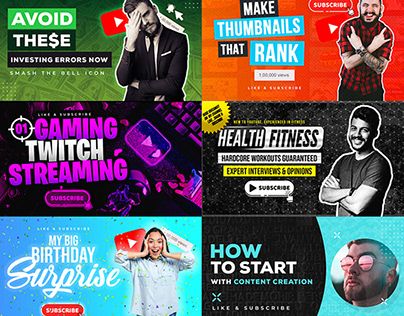 AVOID
THE$E
INVESTING ERRORS NOW
SMASH THE BELL ICON
MAKE
THUMBNAILS
THAT RANK
1,00,000 views
SUBSCRIBE
LIKE & SUBSCRIBE
01 GAMING
TWITCH
STREAMING
SUBSCRIBE
NEW TO YOUTUBE, EXPERIENCED IN FITNESS
HEALTH FITNESS
HARDCORE WORKOUTS GUARANTEED
EXPERT INTERVIEWS & OPINIONS
SUBSCRIBE
LIKE & SUBSCRIBE
MY BIG
BIRTHDAY
Surprise
SUBSCRIBE
HOW
TO START
WITH CONTENT CREATION
LIKE & SUBSCRIBE